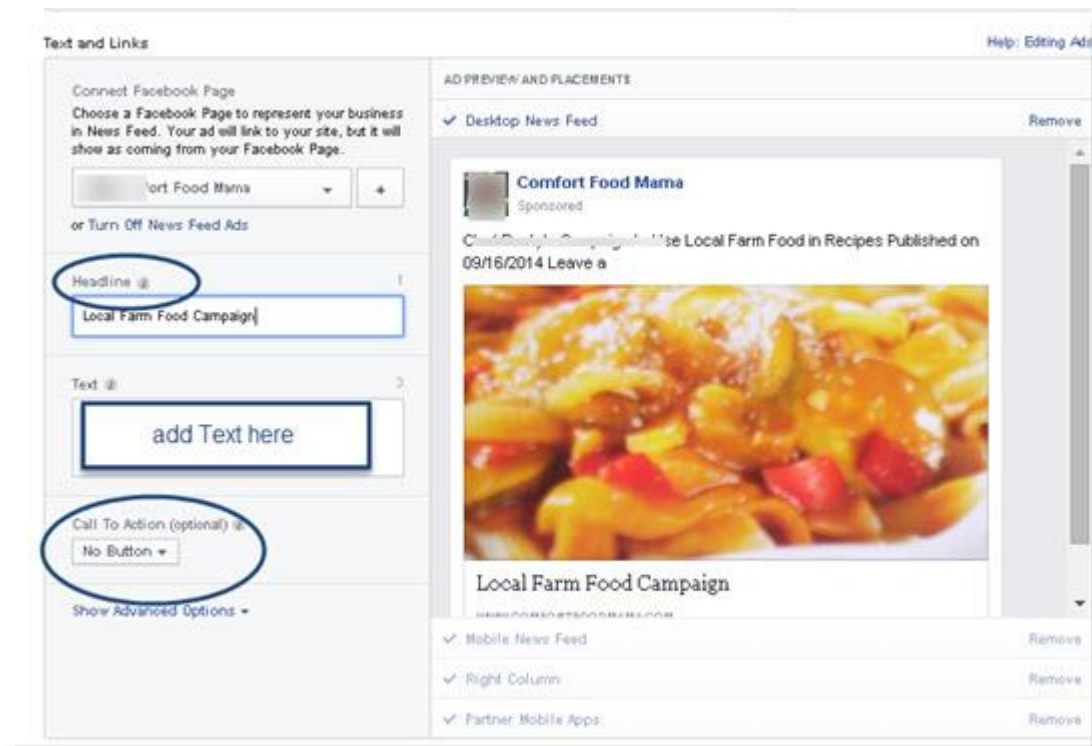 Text and Links
Help: Editing Ads
Connect Facebook Page
Choose a Facebook Page to represent your business
in News Feed. Your ad will link to your site, but it will
show as coming from your Facebook Page.
Food Mama
+
or Turn Off News Feed Ads
Headline
1
Local Farm Food Campaign
Text
add Text here
Call To Action (optional)
No Button
Show Advanced Options
AD PREVIEW AND PLACEMENTS
Desktop News Feed
Remove
Comfort Food Mama
Sponsored
Local Farm Food in Recipes Published on
09/16/2014 Leave a
Local Farm Food Campaign
Mobile News Feed
Remove
Right Column
Remove
Partner Mobile Apps
Remove